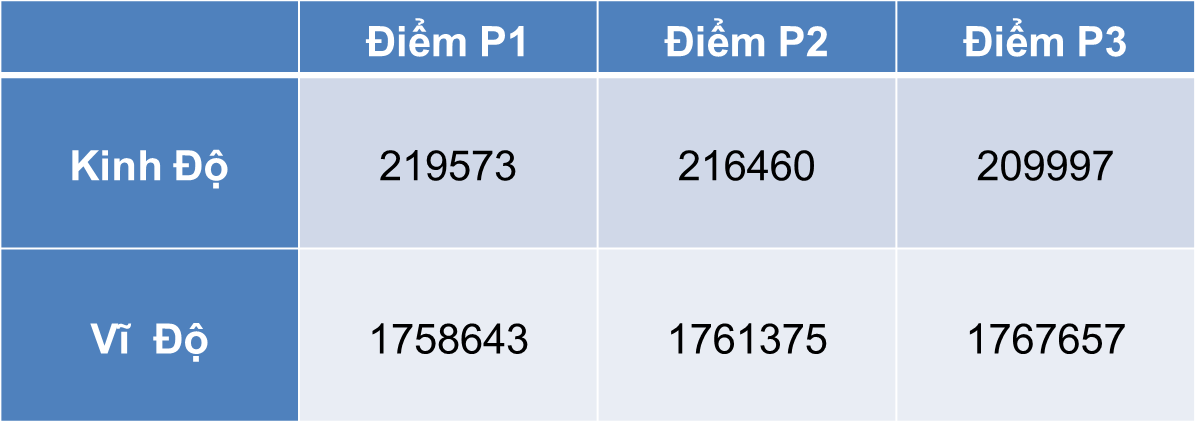 Điểm P1 Điểm P2 Điểm P3
Kinh Độ 219573 216460 209997
Vĩ Độ 1758643 1761375 1767657